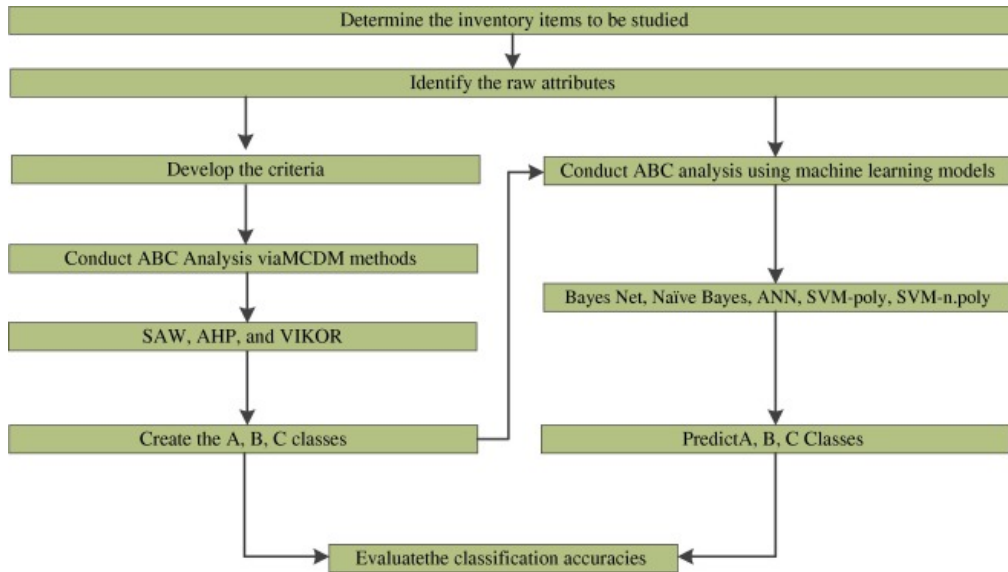 Determine the inventory items to be studied
Identify the raw attributes
Develop the criteria
Conduct ABC Analysis viaMCDM methods
SAW, AHP, and VIKOR
Create the A, B, C classes
Conduct ABC analysis using machine learning models
Bayes Net, Naïve Bayes, ANN, SVM-poly, SVM-n.poly
PredictA, B, C Classes
Evaluatethe classification accuracies